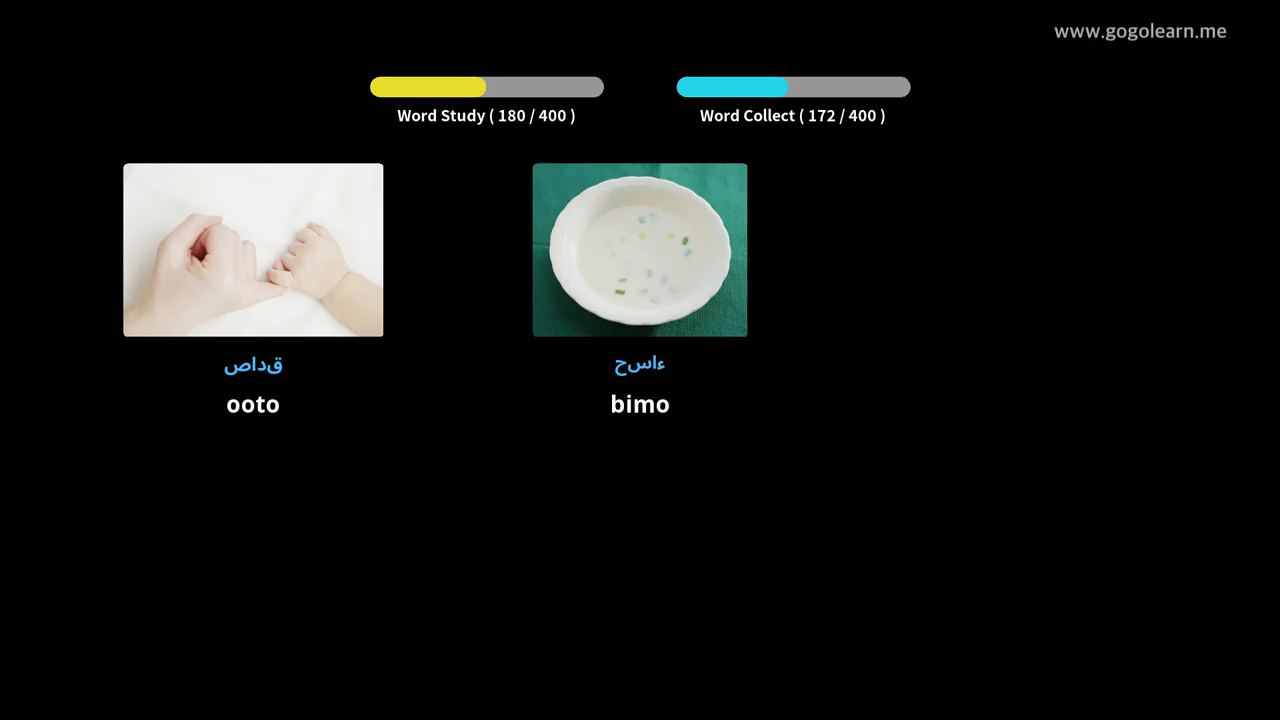 www.gogolearn.me
Word Study ( 180 / 400 )
Word Collect ( 172 / 400 )
قداص
ooto
ءاسح
bimo